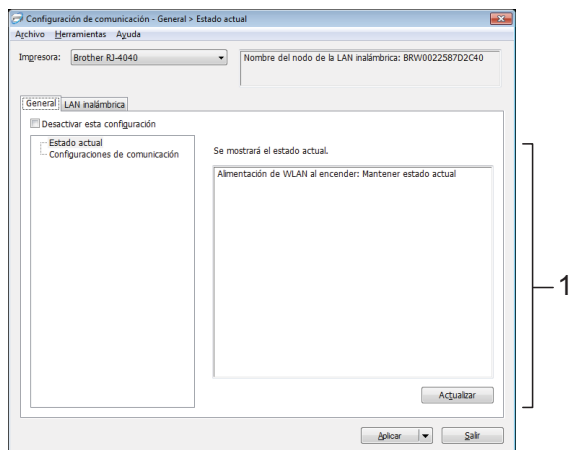 Configuración de comunicación - General > Estado actual
Archivo Herramientas Ayuda
Impresora: Brother RJ-4040
Nombre del nodo de la LAN inalámbrica: BRW0022587D2C40
General LAN inalámbrica
Desactivar esta configuración
Estado actual
Configuraciones de comunicación
Se mostrará el estado actual.
Alimentación de WLAN al encender: Mantener estado actual
1
Actualizar
Aplicar Salir